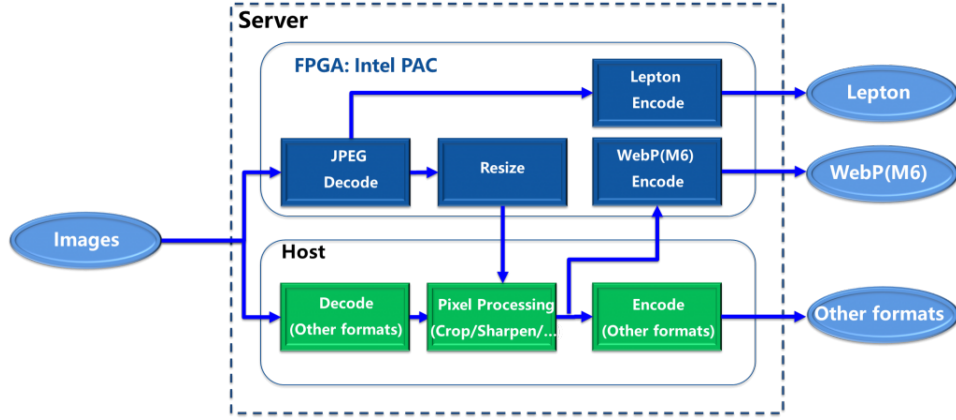 Server
FPGA: Intel PAC
Lepton
Encode
Lepton
JPEG
Decode
Resize
WebP(M6)
Encode
WebP(M6)
Images
Host
Decode
(Other formats)
Pixel Processing
(Crop/Sharpen/...
Encode
(Other formats)
Other formats